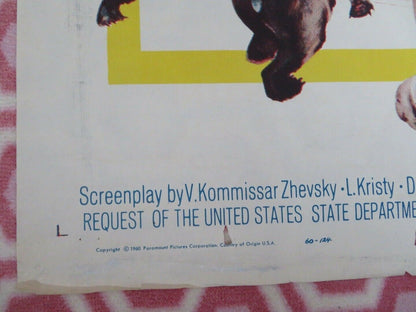 Screenplay by V. Kommissar Zhevsky • L. Kristy • D
REQUEST OF THE UNITED STATES STATE DEPARTME
L
Copyright © 1960 Paramount Pictures Corporation. Country of Origin U.S.A. 60-124